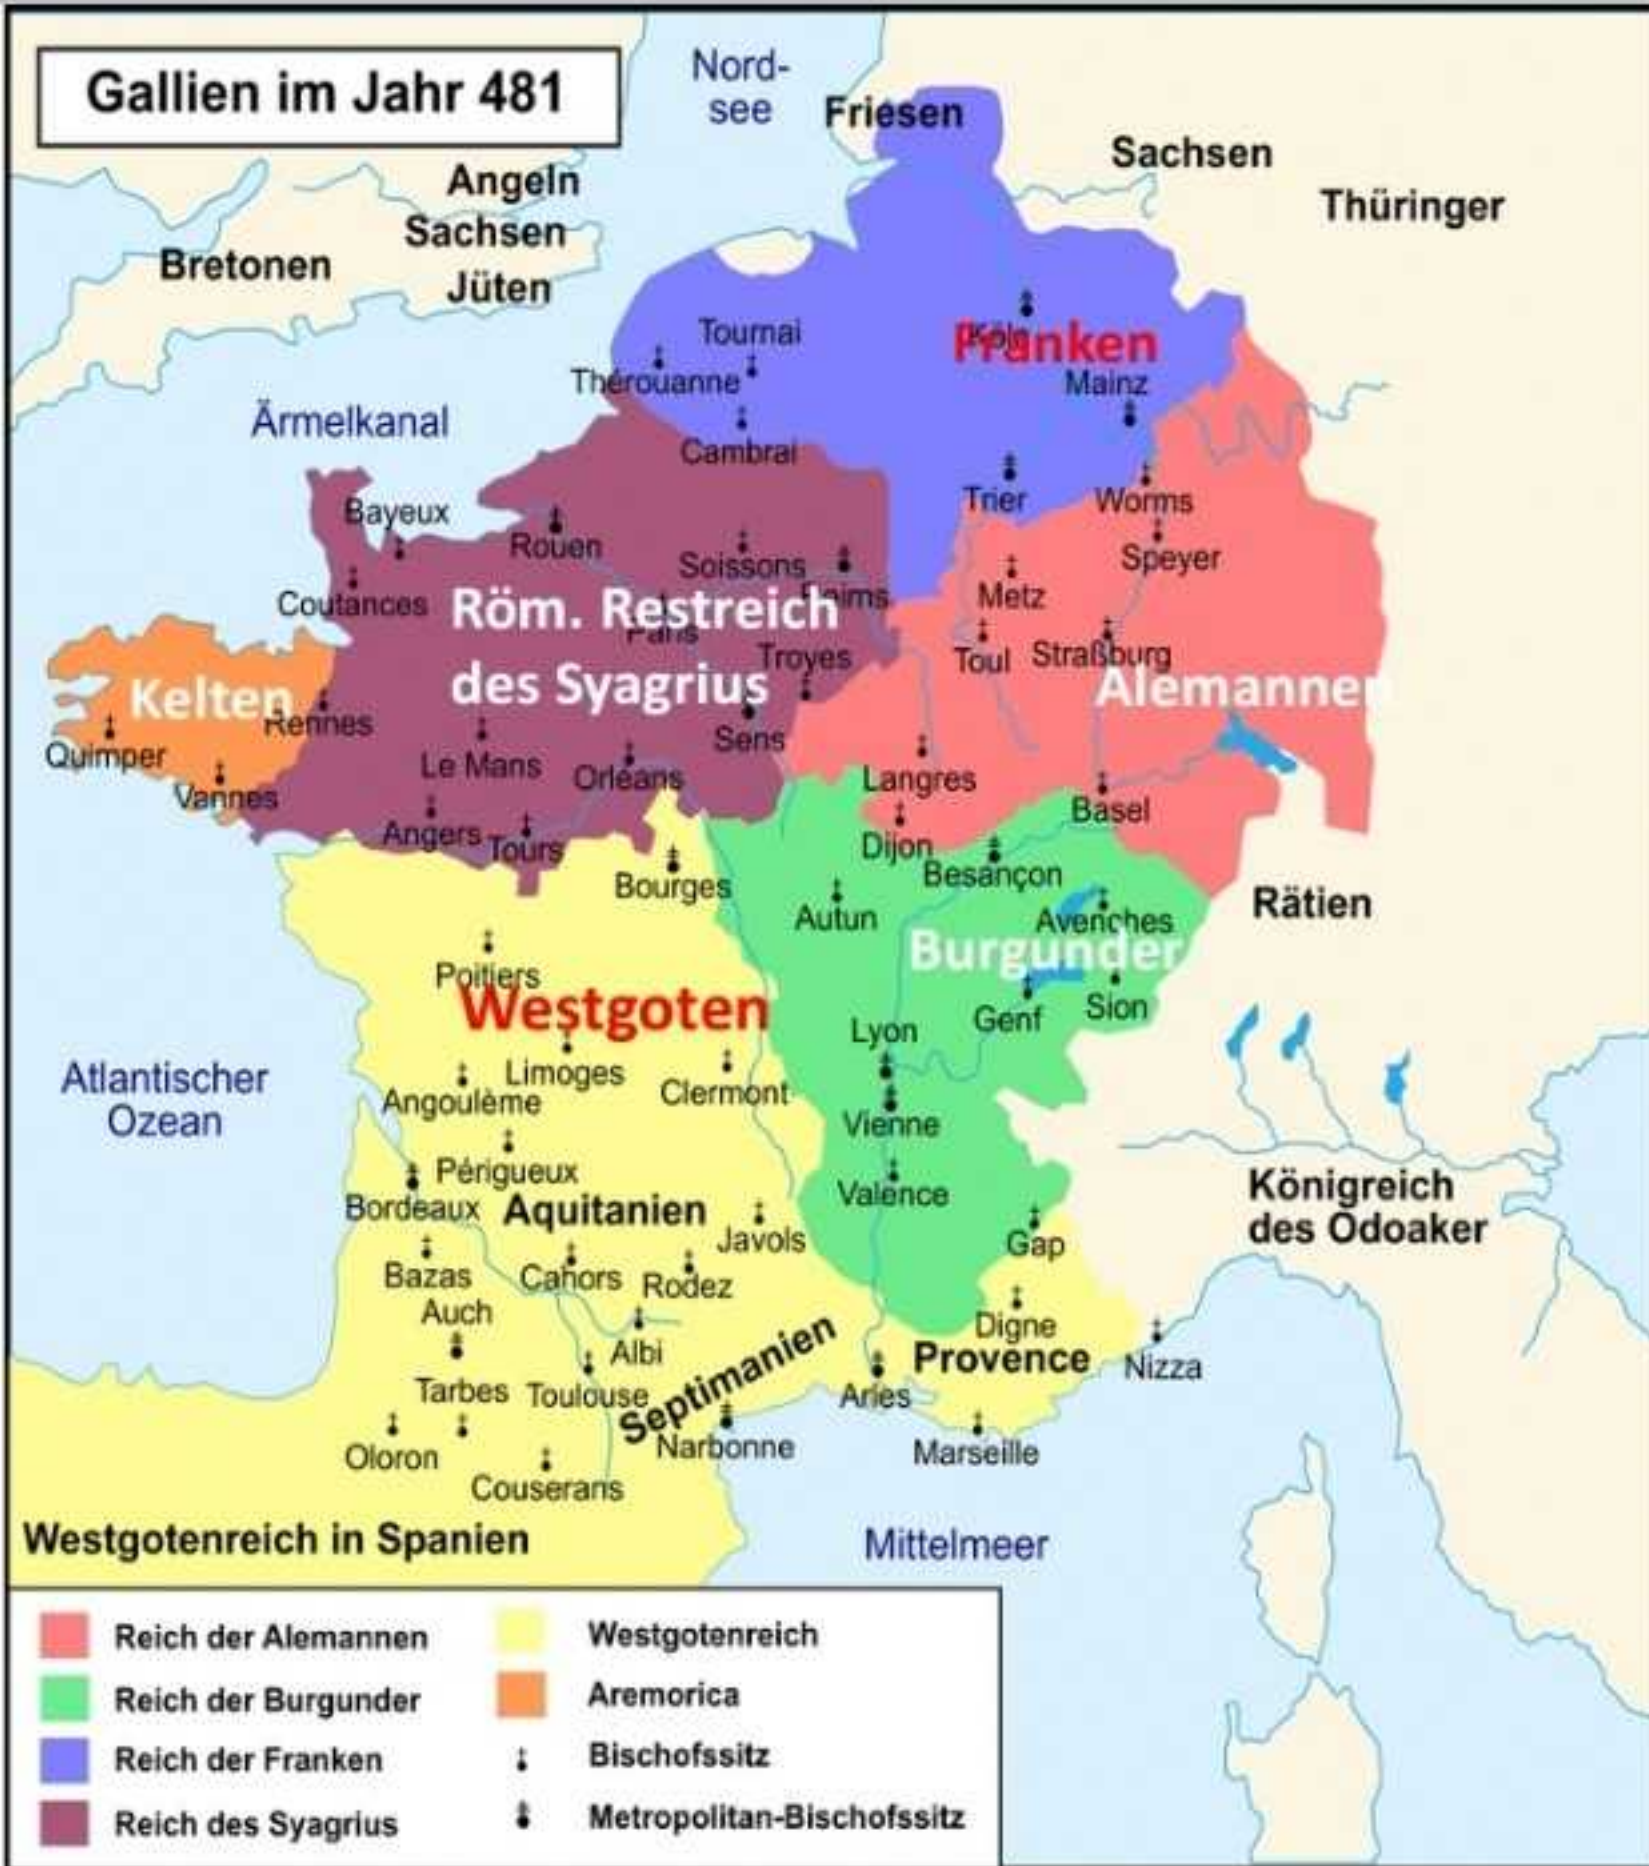 Gallien im Jahr 481
Nord-
see
Friesen
Sachsen
Thüringer
Angeln
Sachsen
Jüten
Bretonen
Ärmelkanal
Tournai
Thérouanne
Cambrai
Köln
Franken
Mainz
Trier
Worms
Speyer
Bayeux
Rouen
Soissons
Reims
Coutances
Röm. Restreich
des Syagrius
Paris
Troyes
Metz
Toul
Straßburg
Alemannen
Kelten
Rennes
Quimper
Vannes
Le Mans
Orléans
Sens
Angers
Tours
Langres
Dijon
Basel
Besançon
Bourges
Autun
Avenches
Burgunder
Rätien
Poitiers
Westgoten
Genf
Sion
Lyon
Limoges
Clermont
Angoulème
Vienne
Atlantischer
Ozean
Périgueux
Bordeaux
Aquitanien
Valence
Javols
Gap
Königreich
des Odoaker
Bazas
Cahors
Rodez
Auch
Albi
Digne
Provence
Nizza
Septimanien
Tarbes
Toulouse
Arles
Oloron
Narbonne
Marseille
Couserans
Westgotenreich in Spanien
Mittelmeer
Reich der Alemannen
Reich der Burgunder
Reich der Franken
Reich des Syagrius
Westgotenreich
Aremorica
Bischofssitz
Metropolitan-Bischofssitz